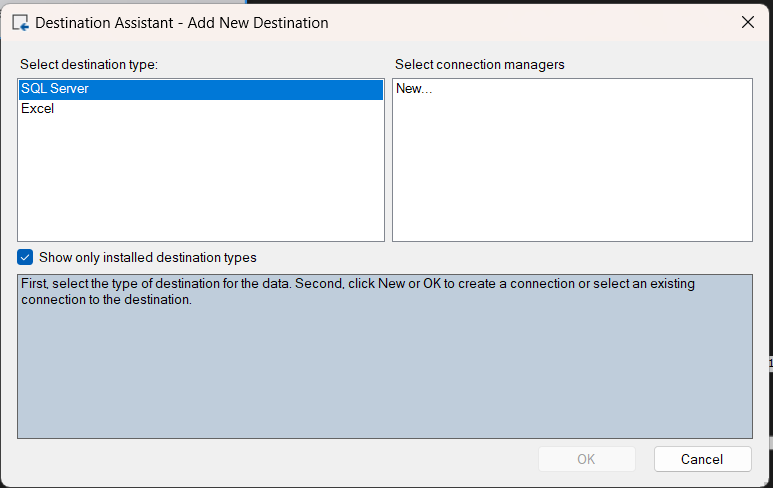 Destination Assistant - Add New Destination
Select destination type:
SQL Server
Excel
Select connection managers
New...
Show only installed destination types
First, select the type of destination for the data. Second, click New or OK to create a connection or select an existing
connection to the destination.
OK
Cancel
1